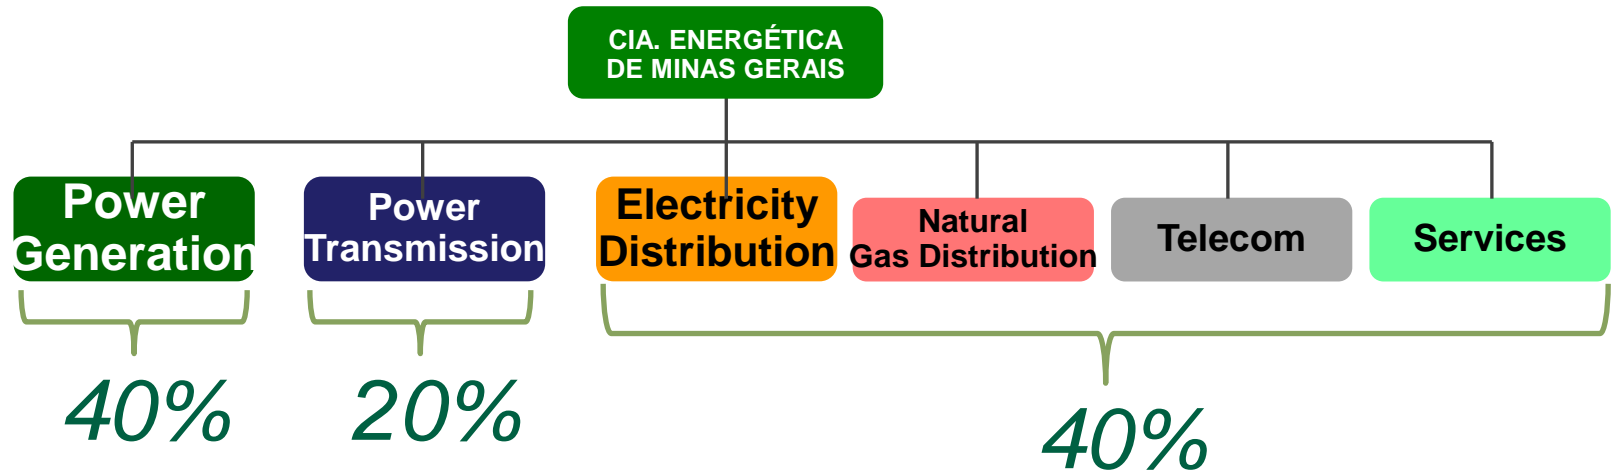 CIA. ENERGÉTICA
DE MINAS GERAIS
Power
Generation
Power
Transmission
Electricity
Distribution
Natural
Gas Distribution
Telecom
Services
40%
20%
40%